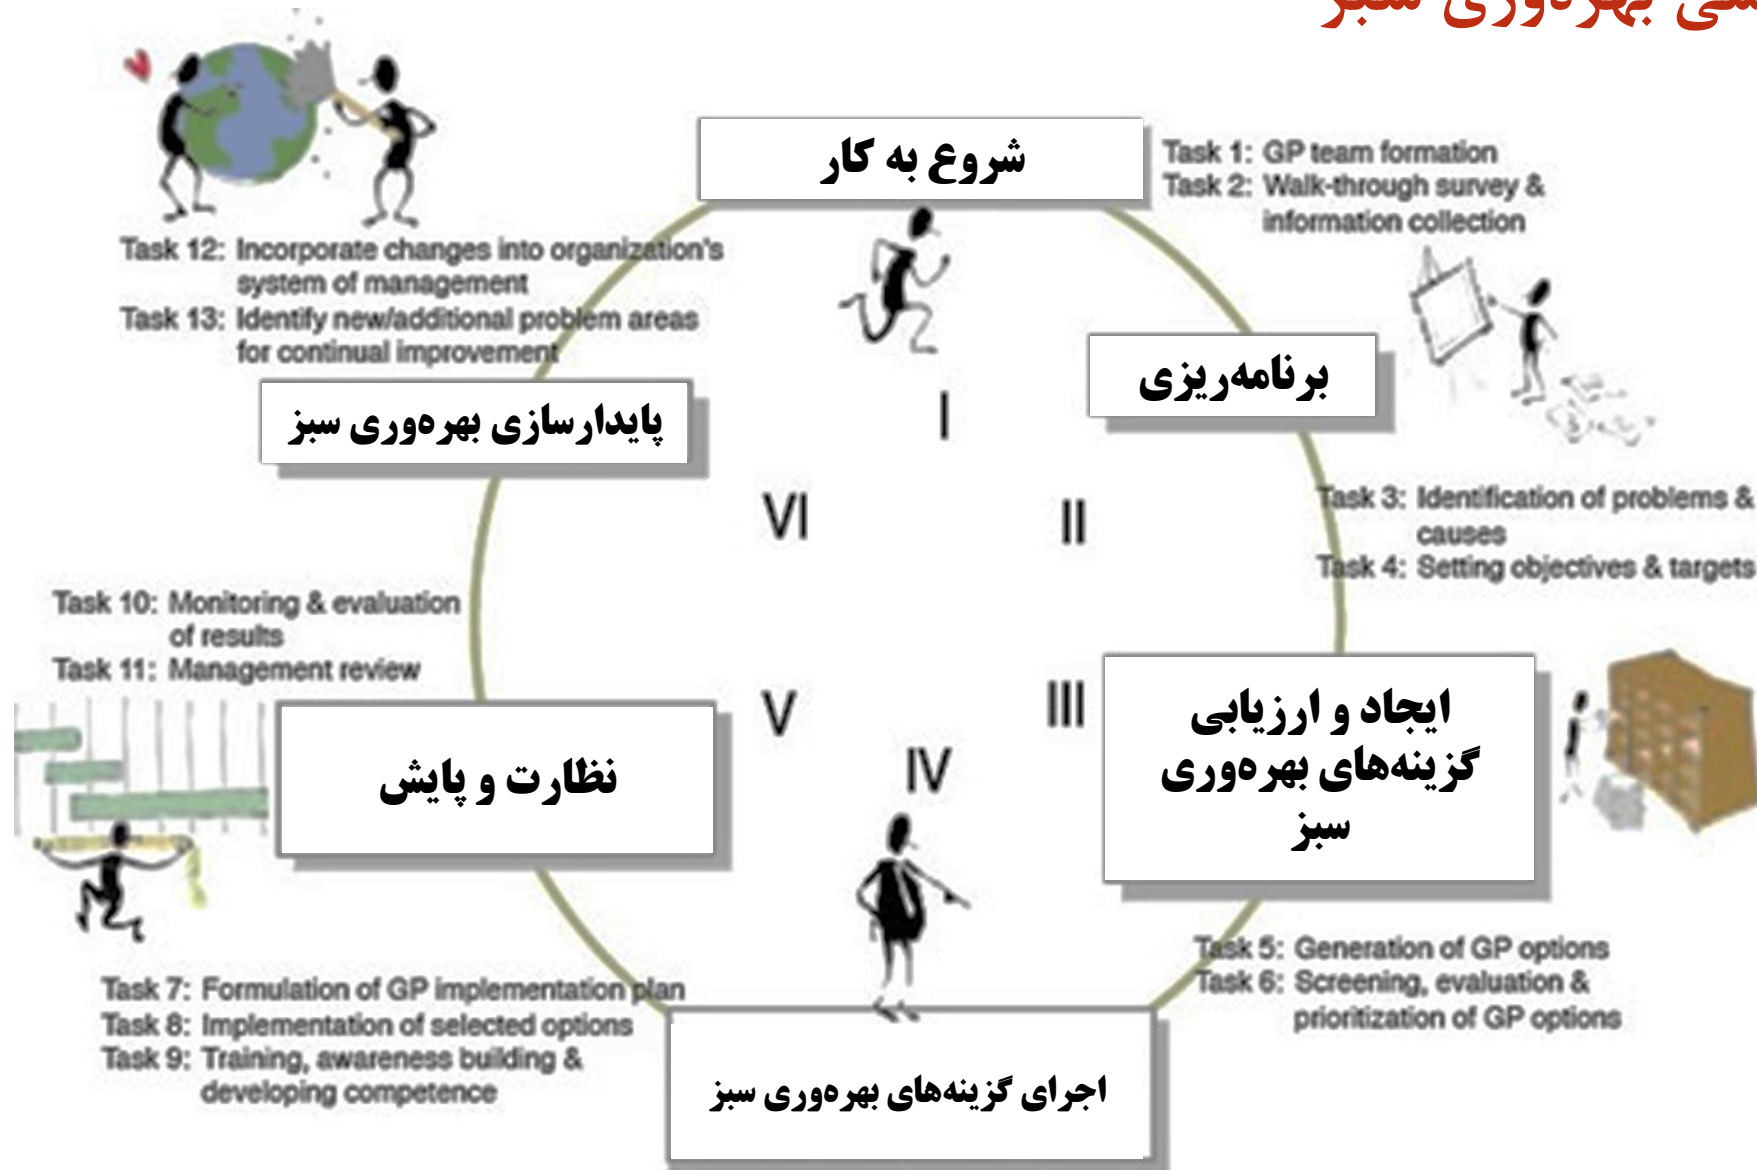 بهره‌وری سبز
شروع به کار
Task 1: GP team formation
Task 2: Walk-through survey &
information collection
برنامه‌ریزی
Task 3: Identification of problems &
causes
Task 4: Setting objectives & targets
ایجاد و ارزیابی
گزینه‌های بهره‌وری
سبز
Task 5: Generation of GP options
Task 6: Screening, evaluation &
prioritization of GP options
اجرای گزینه‌های بهره‌وری سبز
Task 7: Formulation of GP implementation plan
Task 8: Implementation of selected options
Task 9: Training, awareness building &
developing competence
نظارت و پایش
Task 10: Monitoring & evaluation
of results
Task 11: Management review
پایدارسازی بهره‌وری سبز
Task 12: Incorporate changes into organization's
system of management
Task 13: Identify new/additional problem areas
for continual improvement
I
II
III
IV
V
VI